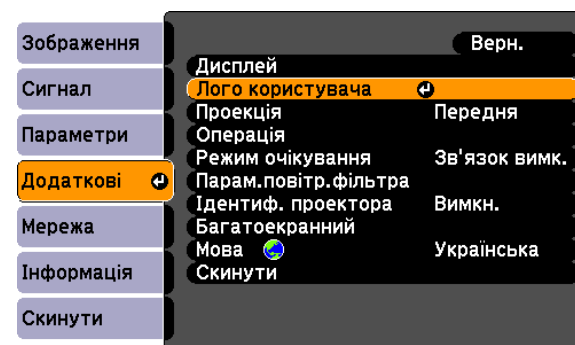 Зображення
Сигнал
Параметри
Додаткові
Мережа
Інформація
Скинути
Верн.
Дисплей
Лого користувача
Проекція Передня
Операція
Режим очікування Зв'язок вимк.
Парам.повітр.фільтра
Ідентиф. проектора Вимкн.
Багатоекранний
Мова Українська
Скинути